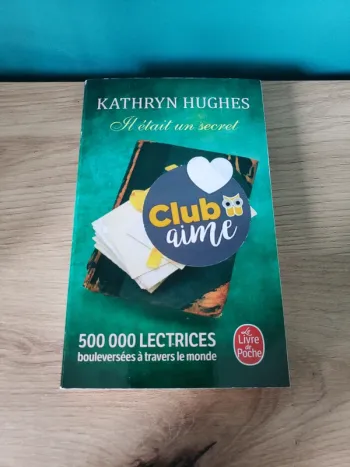 KATHRYN HUGHES
Il était un secret
Club
aime
500 000 LECTRICES
bouleversées à travers le monde
Le
Livre
de
Poche